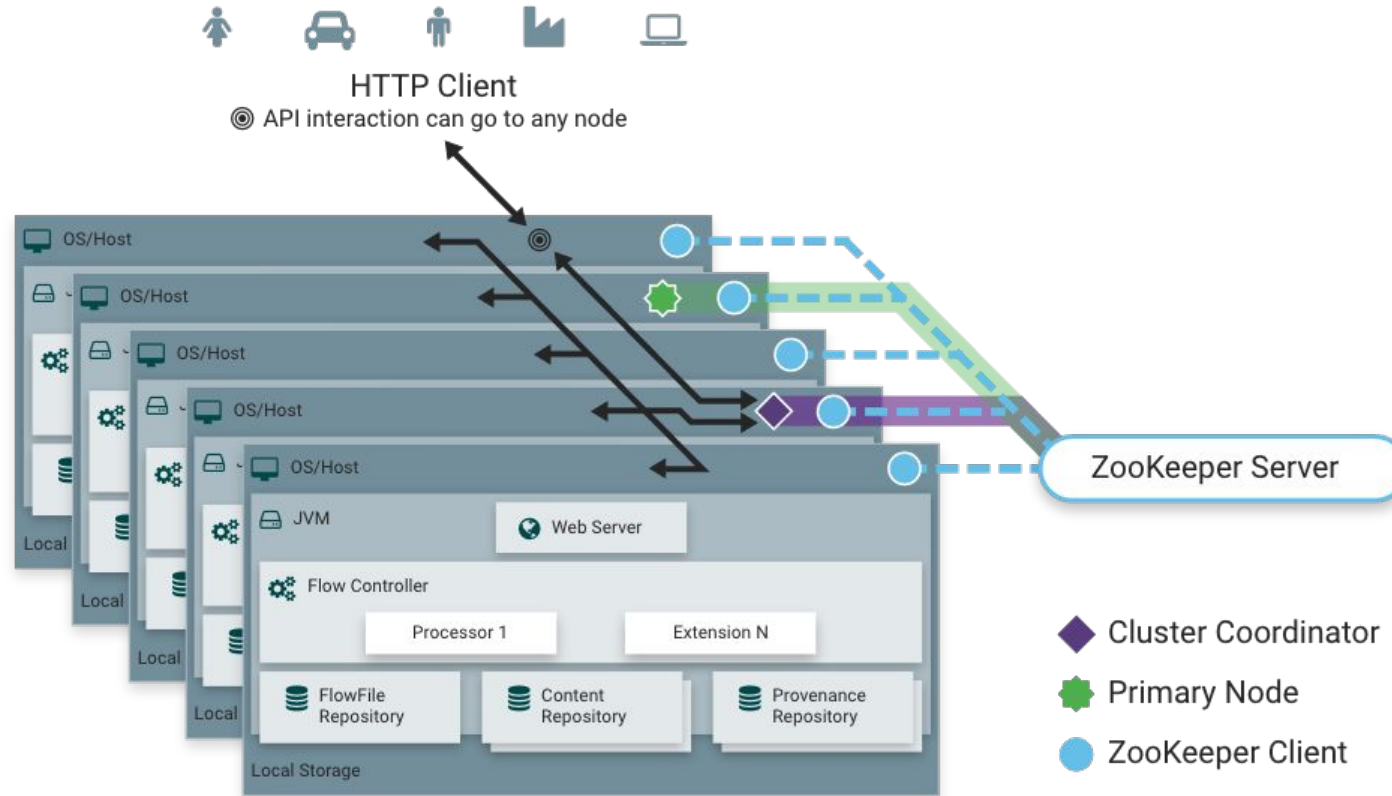 HTTP Client
API interaction can go to any node
OS/Host
OS/Host
OS/Host
OS/Host
OS/Host
JVM
Web Server
Flow Controller
Processor 1
Extension N
FlowFile
Repository
Content
Repository
Provenance
Repository
Local Storage
Local
Local
Local
Local
ZooKeeper Server
Cluster Coordinator
Primary Node
ZooKeeper Client